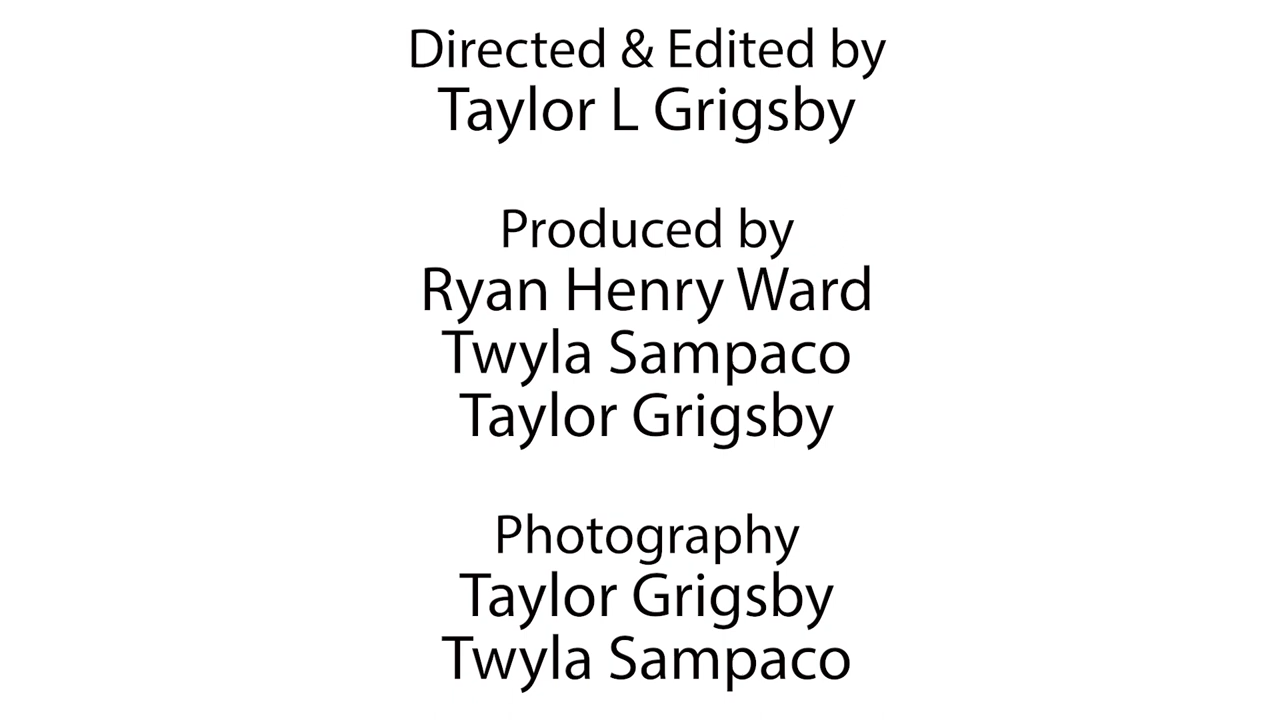 Directed & Edited by
Taylor L Grigsby
Produced by
Ryan Henry Ward
Twyla Sampaco
Taylor Grigsby
Photography
Taylor Grigsby
Twyla Sampaco